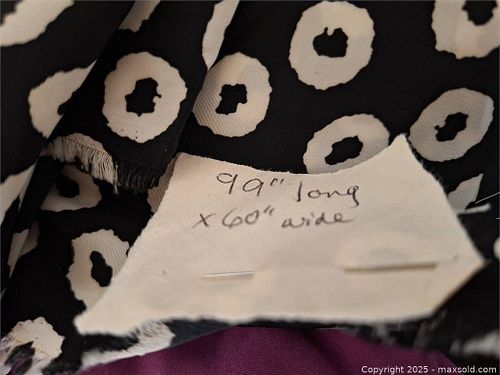 99" long
x 60" wide
Copyright 2025 - maxsold.com